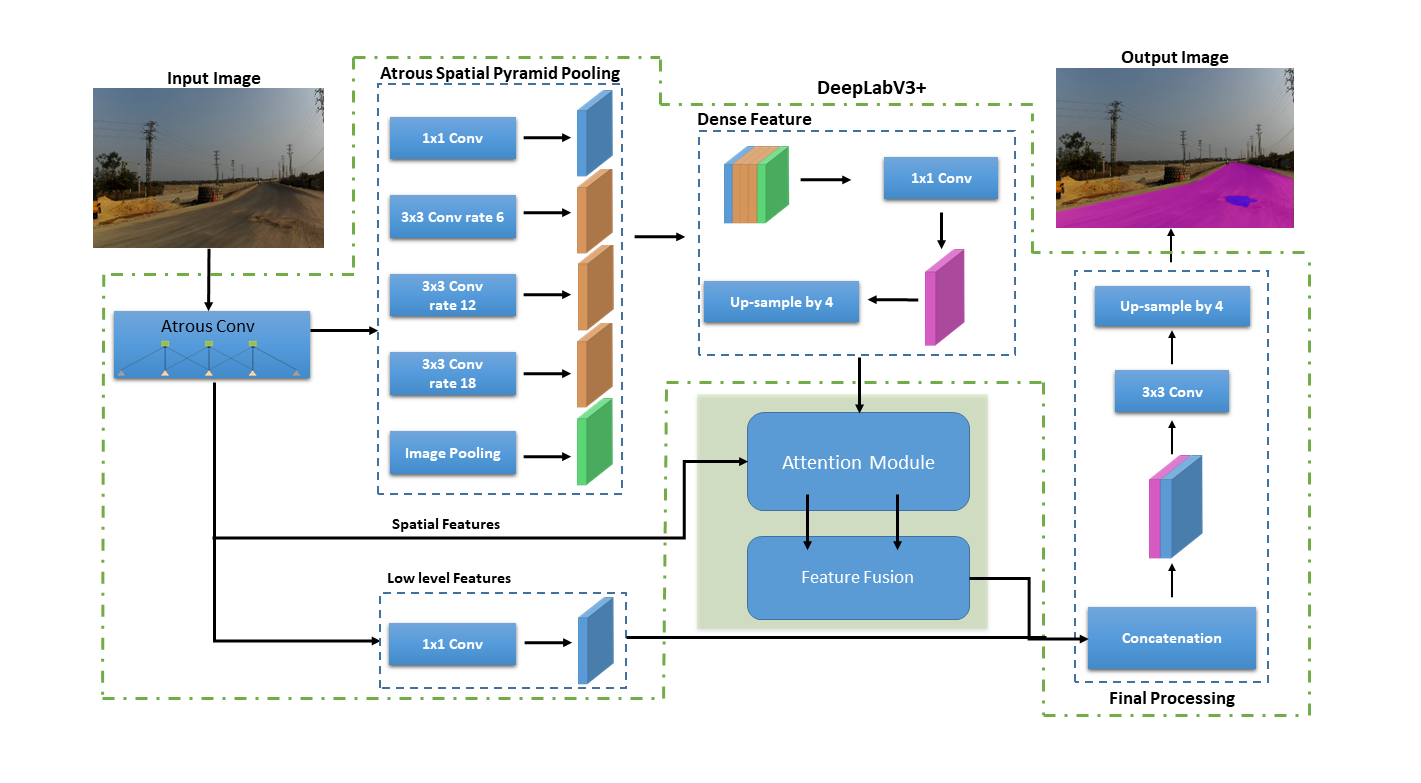 Input Image
Atrous Conv
Atrous Spatial Pyramid Pooling
1x1 Conv
3x3 Conv rate 6
3x3 Conv
rate 12
3x3 Conv
rate 18
Image Pooling
Spatial Features
Low level Features
1x1 Conv
DeepLabV3+
Dense Feature
1x1 Conv
Up-sample by 4
Attention Module
Feature Fusion
Output Image
Up-sample by 4
3x3 Conv
Concatenation
Final Processing